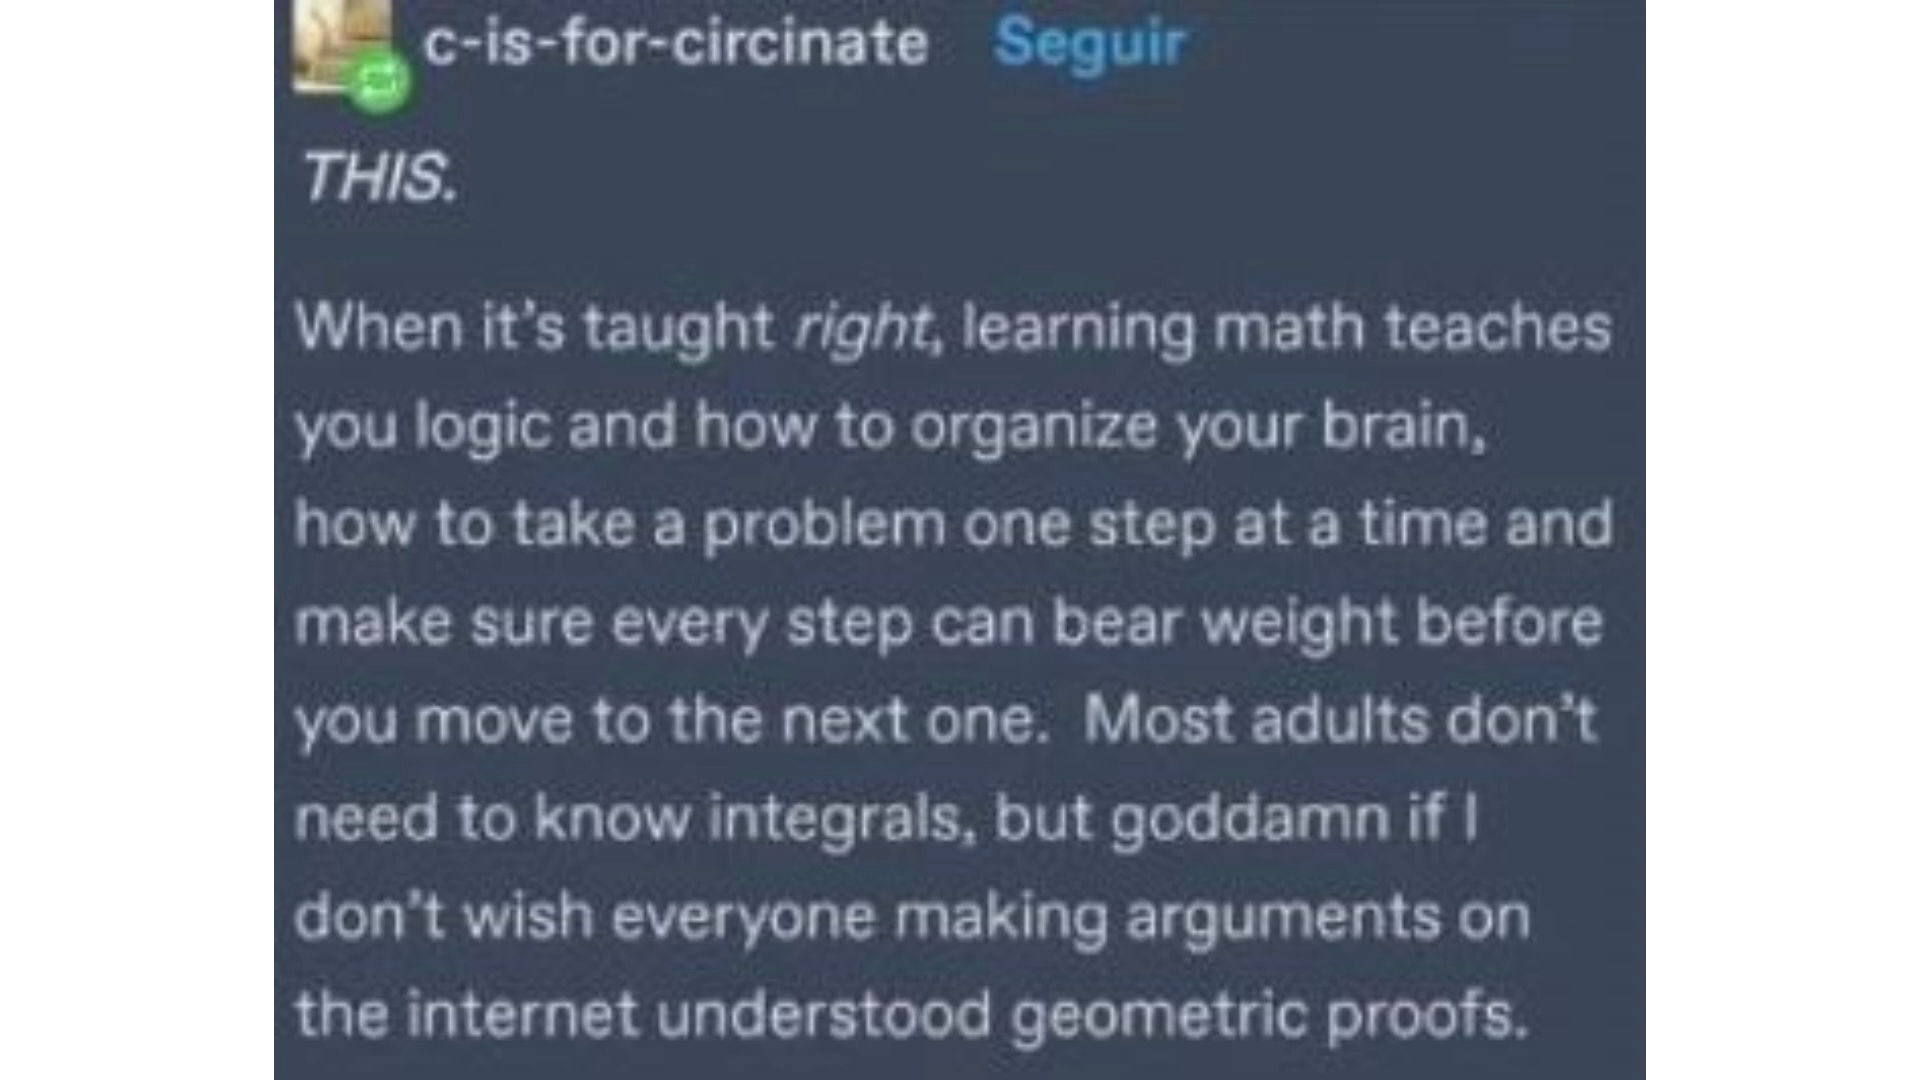 c-is-for-circinate Seguir
THIS.
When it's taught right, learning math teaches
you logic and how to organize your brain,
how to take a problem one step at a time and
make sure every step can bear weight before
you move to the next one.  Most adults don't
need to know integrals, but goddamn if I
don't wish everyone making arguments on
the internet understood geometric proofs.